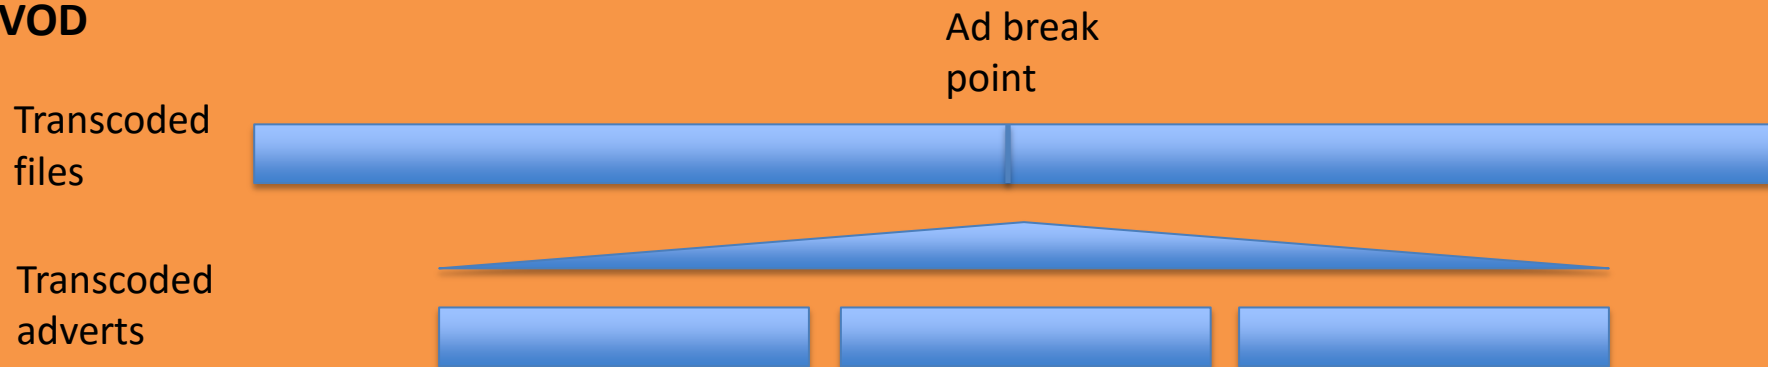 VOD
Ad break
point
Transcoded
files
Transcoded
adverts